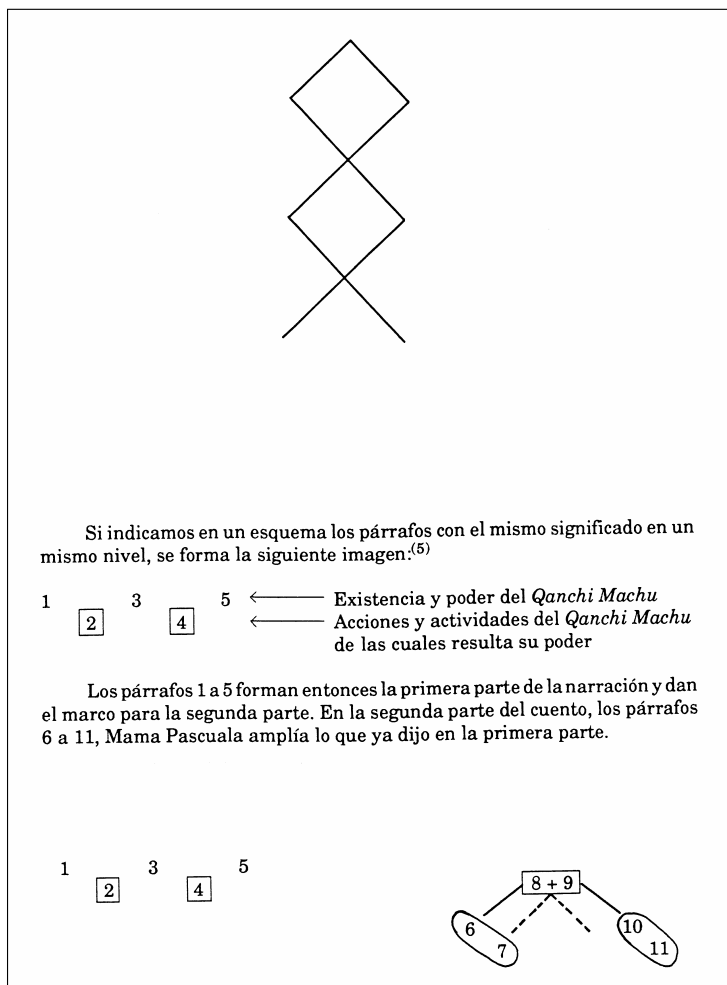 Si indicamos en un esquema los párrafos con el mismo significado en un
mismo nivel, se forma la siguiente imagen:(5)
1 3 5 ← Existencia y poder del Qanchi Machu
2 4 ← Acciones y actividades del Qanchi Machu
de las cuales resulta su poder
Los párrafos 1 a 5 forman entonces la primera parte de la narración y dan
el marco para la segunda parte. En la segunda parte del cuento, los párrafos
6 a 11, Mama Pascuala amplía lo que ya dijo en la primera parte.
1 3 5
2 4
8 + 9
6
7
10
11